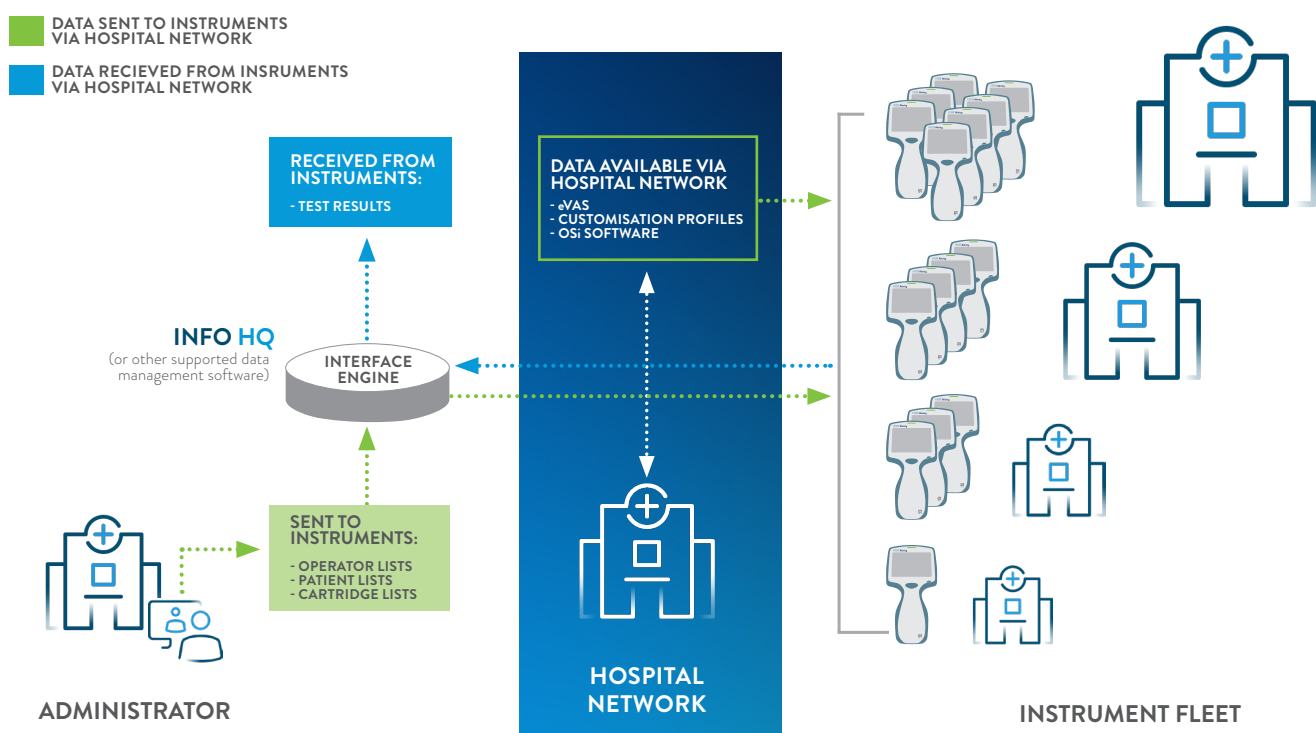 DATA SENT TO INSTRUMENTS
VIA HOSPITAL NETWORK
DATA RECIEVED FROM INSRUMENTS
VIA HOSPITAL NETWORK
RECEIVED FROM
INSTRUMENTS:
- TEST RESULTS
DATA AVAILABLE VIA
HOSPITAL NETWORK
- eVAS
- CUSTOMISATION PROFILES
- OSi SOFTWARE
INFO HQ
(or other supported data
management software)
INTERFACE
ENGINE
SENT TO
INSTRUMENTS:
- OPERATOR LISTS
- PATIENT LISTS
- CARTRIDGE LISTS
ADMINISTRATOR
HOSPITAL
NETWORK
INSTRUMENT FLEET